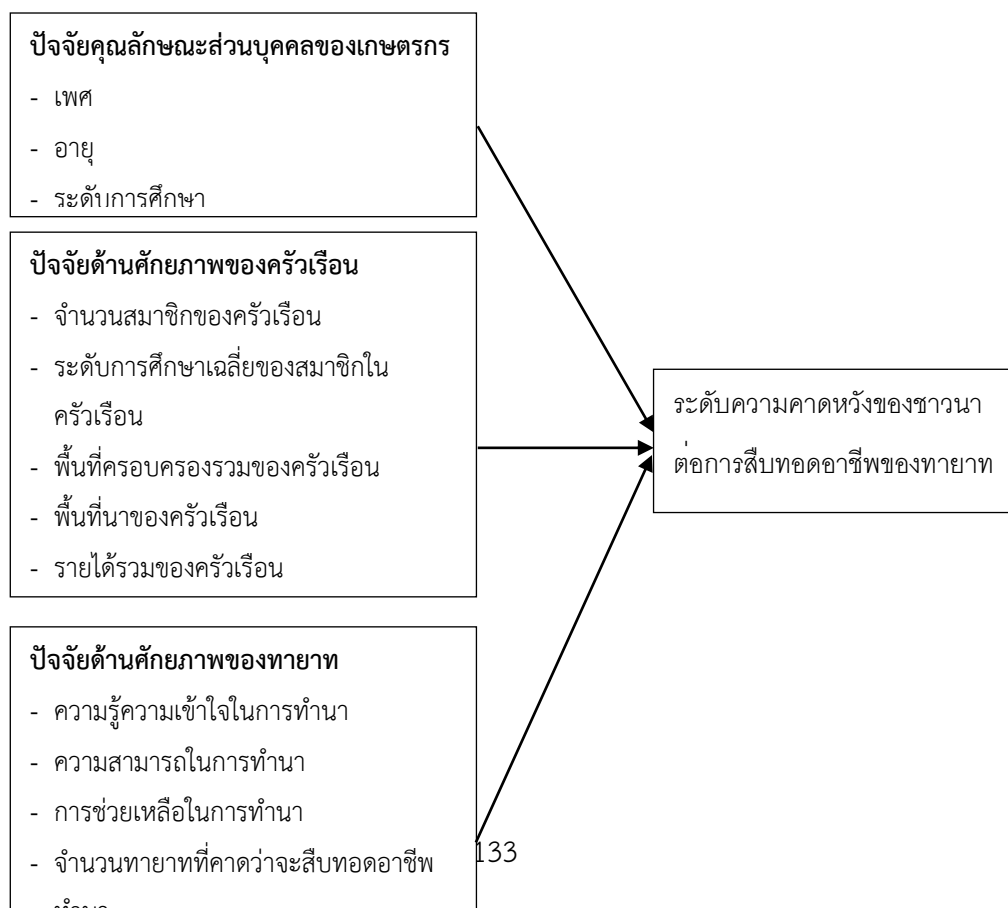 ปัจจัยคุณลักษณะส่วนบุคคลของเกษตรกร
- เพศ
- อายุ
- ระดับการศึกษา
ปัจจัยด้านศักยภาพของครัวเรือน
- จำนวนสมาชิกของครัวเรือน
- ระดับการศึกษาเฉลี่ยของสมาชิกใน
ครัวเรือน
- พื้นที่ครอบครองรวมของครัวเรือน
- พื้นที่นาของครัวเรือน
- รายได้รวมของครัวเรือน
ปัจจัยด้านศักยภาพของทายาท
- ความรู้ความเข้าใจในการทำนา
- ความสามารถในการทำนา
- การช่วยเหลือในการทำนา
- จำนวนทายาทที่คาดว่าจะสืบทอดอาชีพ
ระดับความคาดหวังของชาวนา
ต่อการสืบทอดอาชีพของทายาท
133